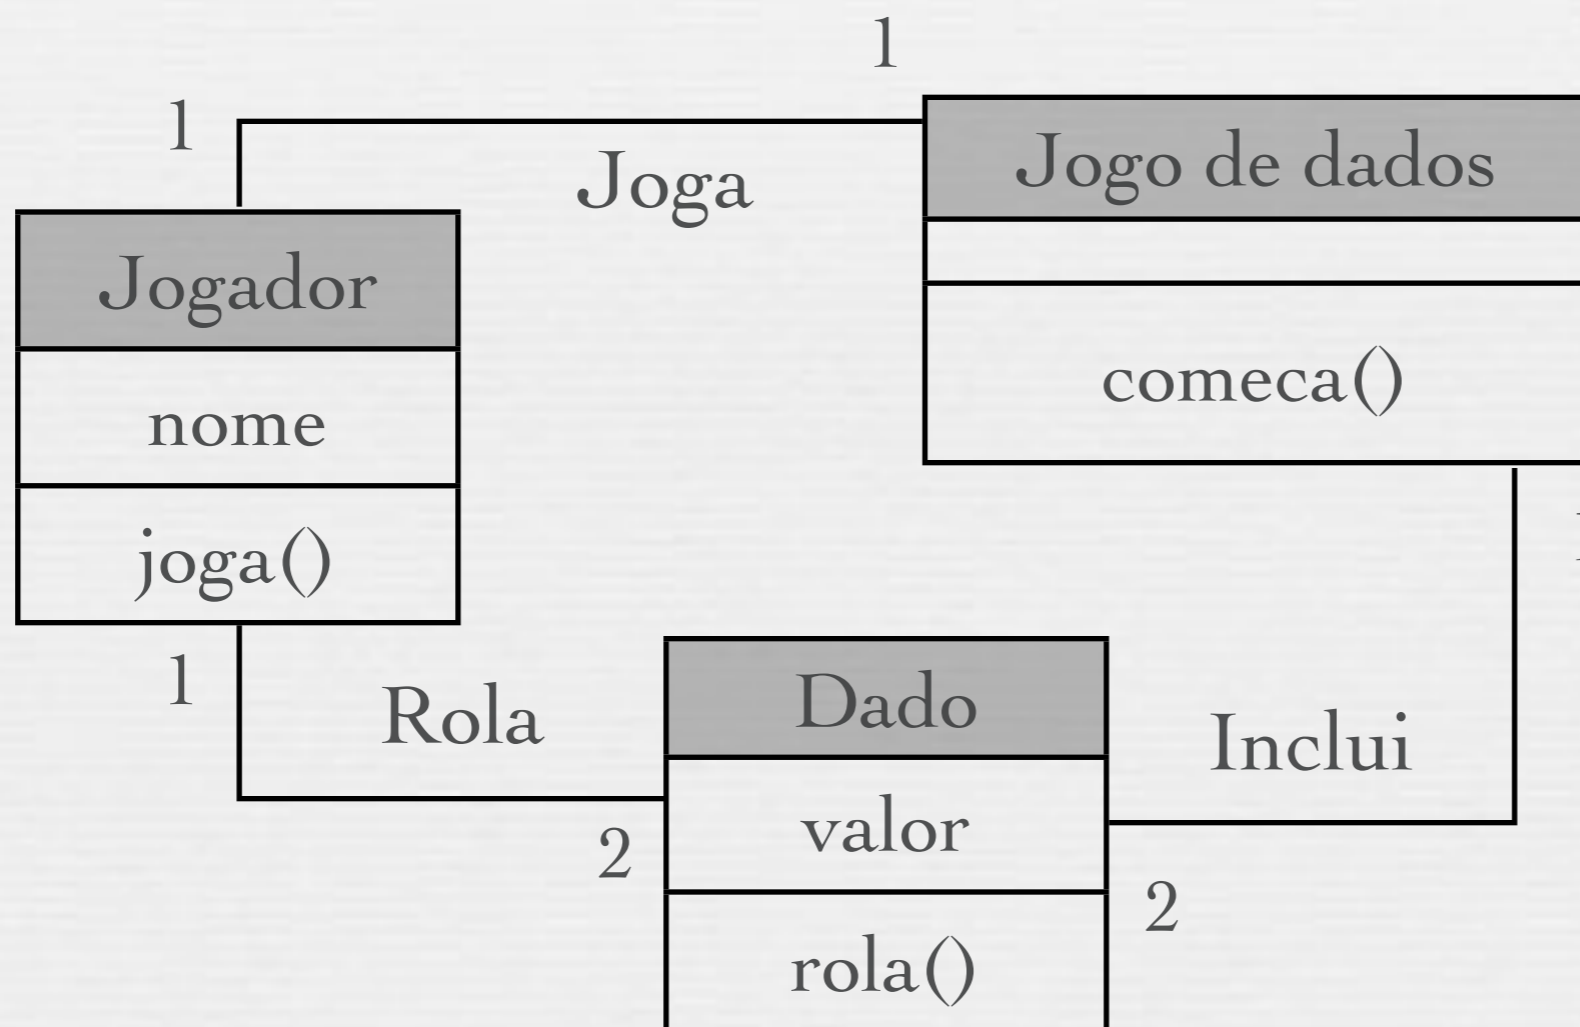 1
1
Joga
Jogo de dados
Jogador
nome
joga()
comeca()
1
Rola
2
Dado
valor
rola()
Inclui
2